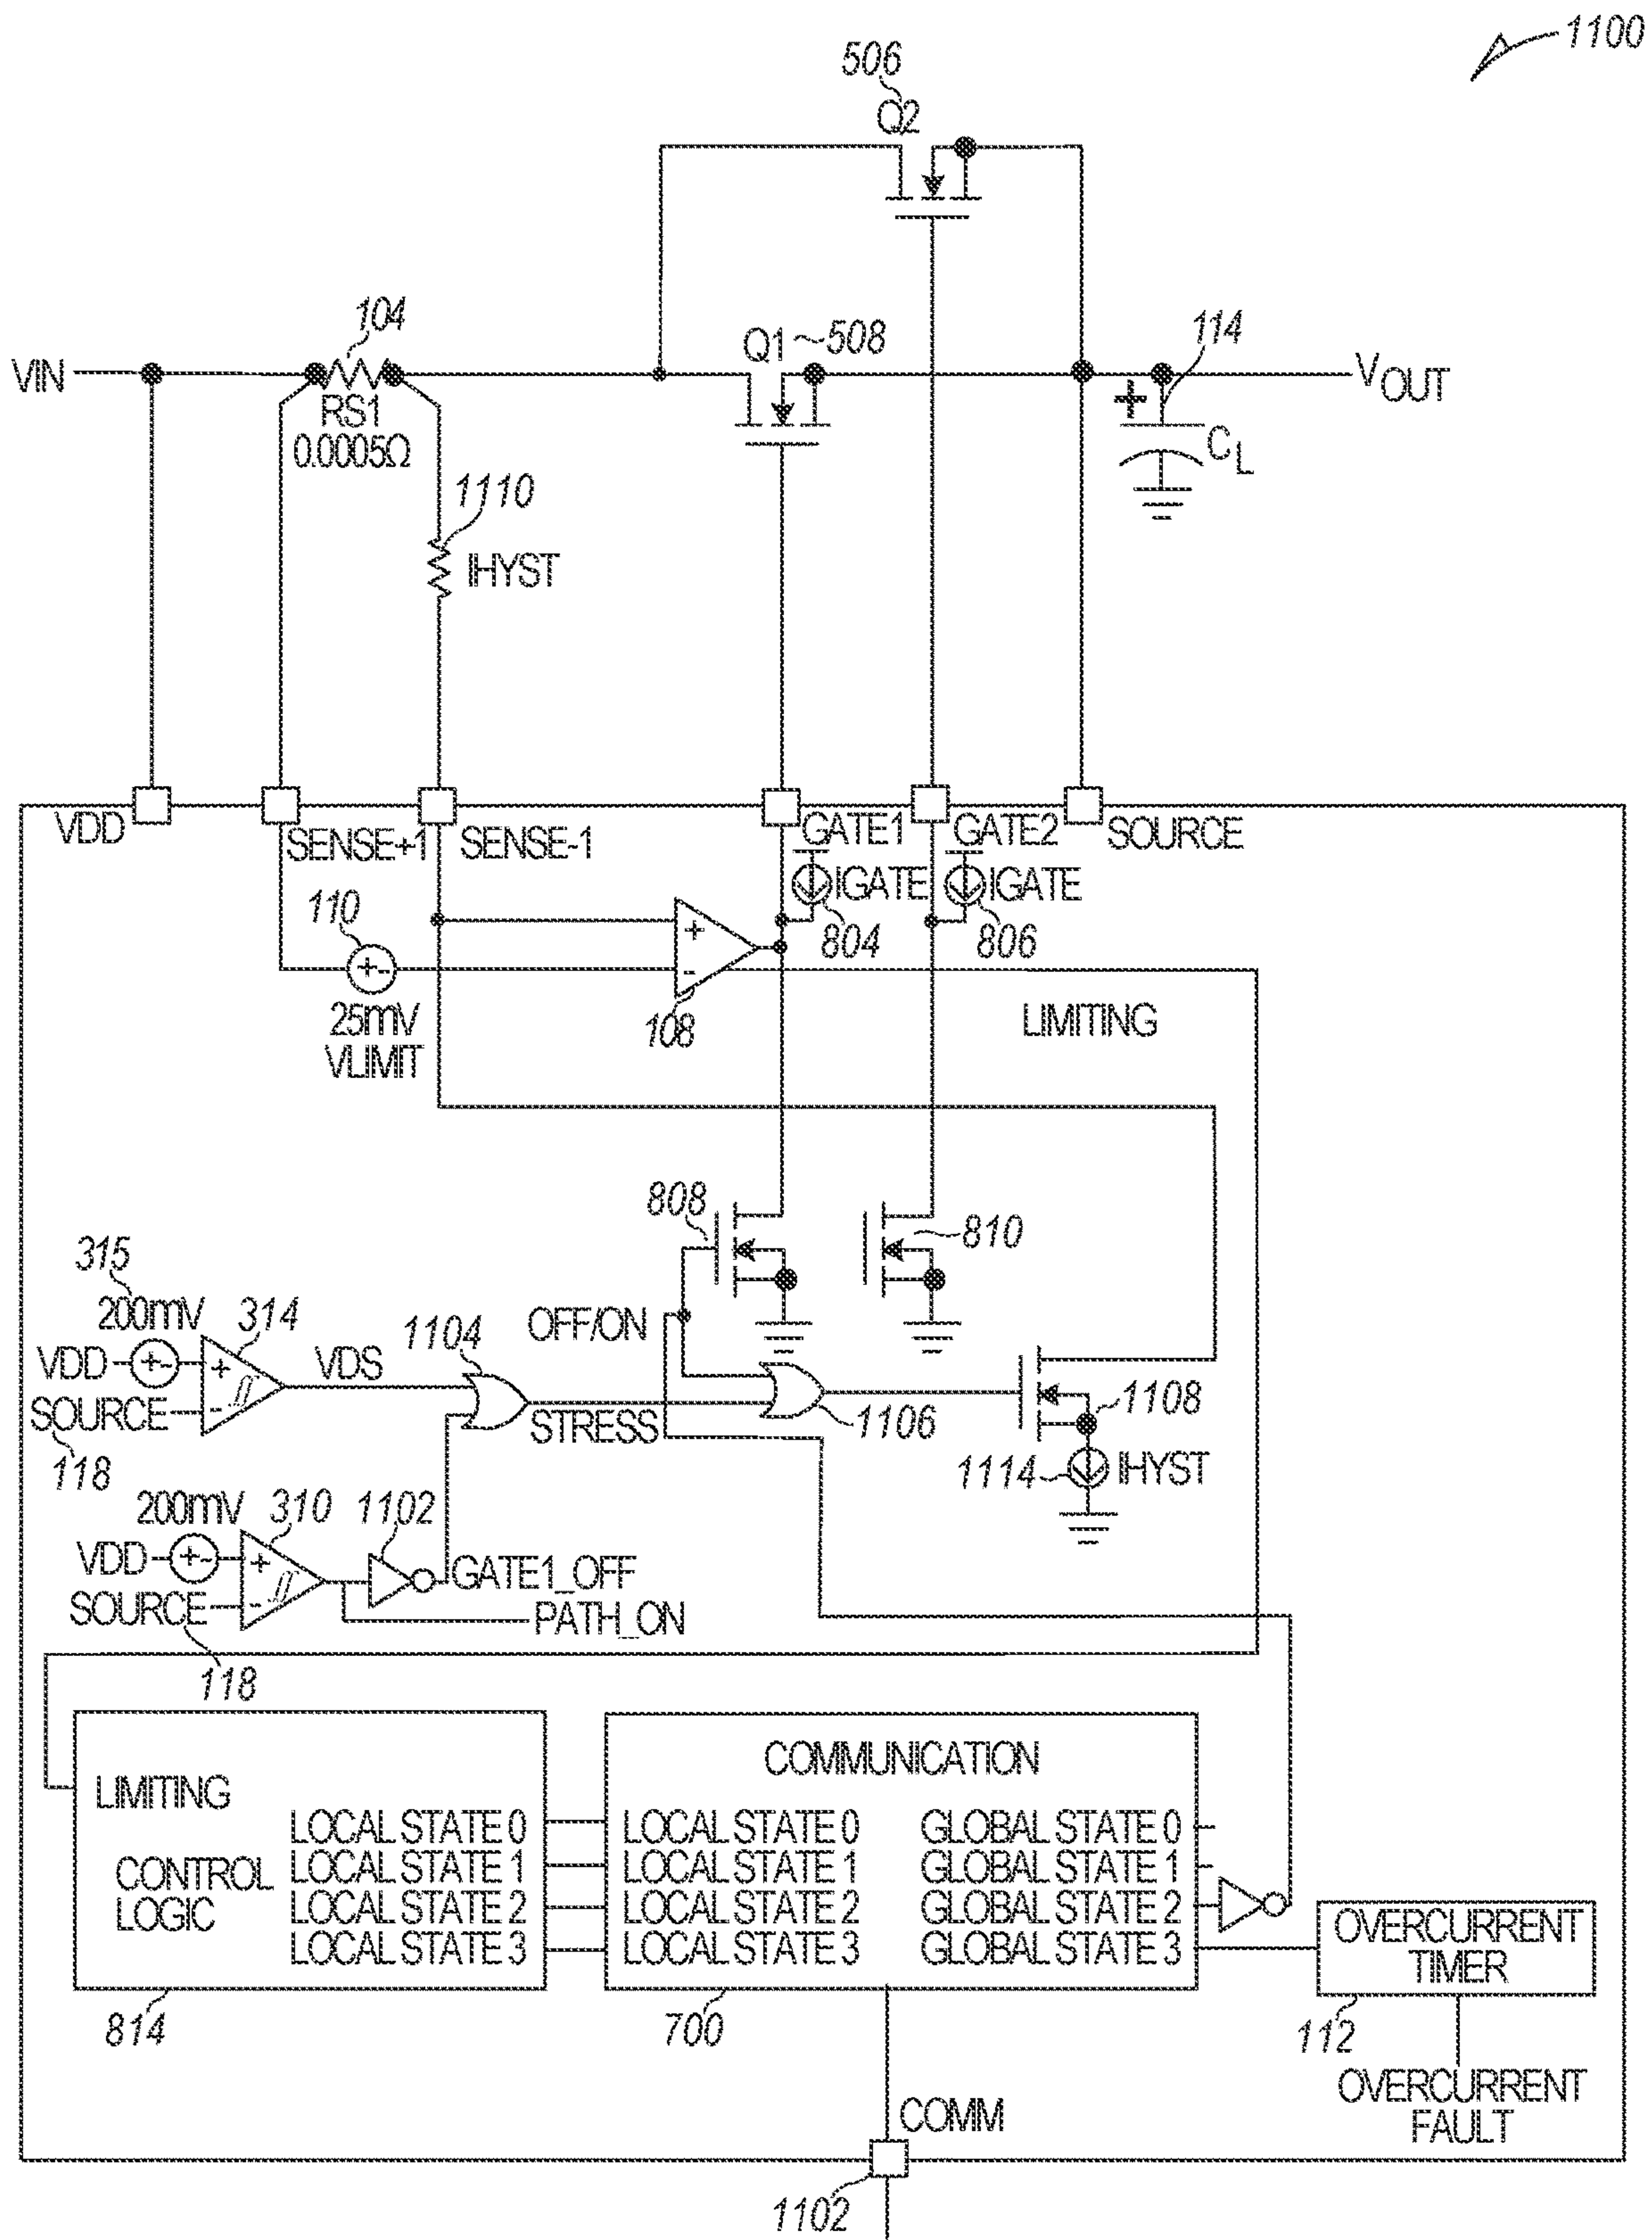 1100
506
Q2
104
Q1
508
114
VIN
VOUT
RS1
0.0005Ω
+
CL
1110
IHYST
VDD
SENSE+1
SENSE-1
GATE1
GATE2
SOURCE
IGATE
IGATE
804
806
110
+-
+
-
25mV
VLIMIT
108
LIMITING
808
810
315
200mV
314
1104
OFF/ON
VDD
+-
+
VDS
SOURCE
-
STRESS
1106
1108
118
1114
IHYST
200mV
310
1102
VDD
+-
+
GATE1_OFF
SOURCE
-
PATH_ON
118
LIMITING
CONTROL
LOGIC
LOCAL STATE 0
LOCAL STATE 1
LOCAL STATE 2
LOCAL STATE 3
COMMUNICATION
LOCAL STATE 0
LOCAL STATE 1
LOCAL STATE 2
LOCAL STATE 3
GLOBAL STATE 0
GLOBAL STATE 1
GLOBAL STATE 2
GLOBAL STATE 3
OVERCURRENT
TIMER
814
700
112
OVERCURRENT
FAULT
COMM
1102